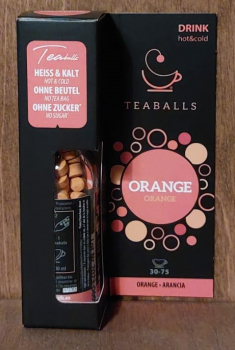 Teaballs
HEISS & KALT
HOT & COLD
OHNE BEUTEL
NO TEA BAG
OHNE ZUCKER*
NO SUGAR*
DRINK
hot&cold
TEABALLS
ORANGE
ORANGE
30-75
ORANGE - ARANCIA